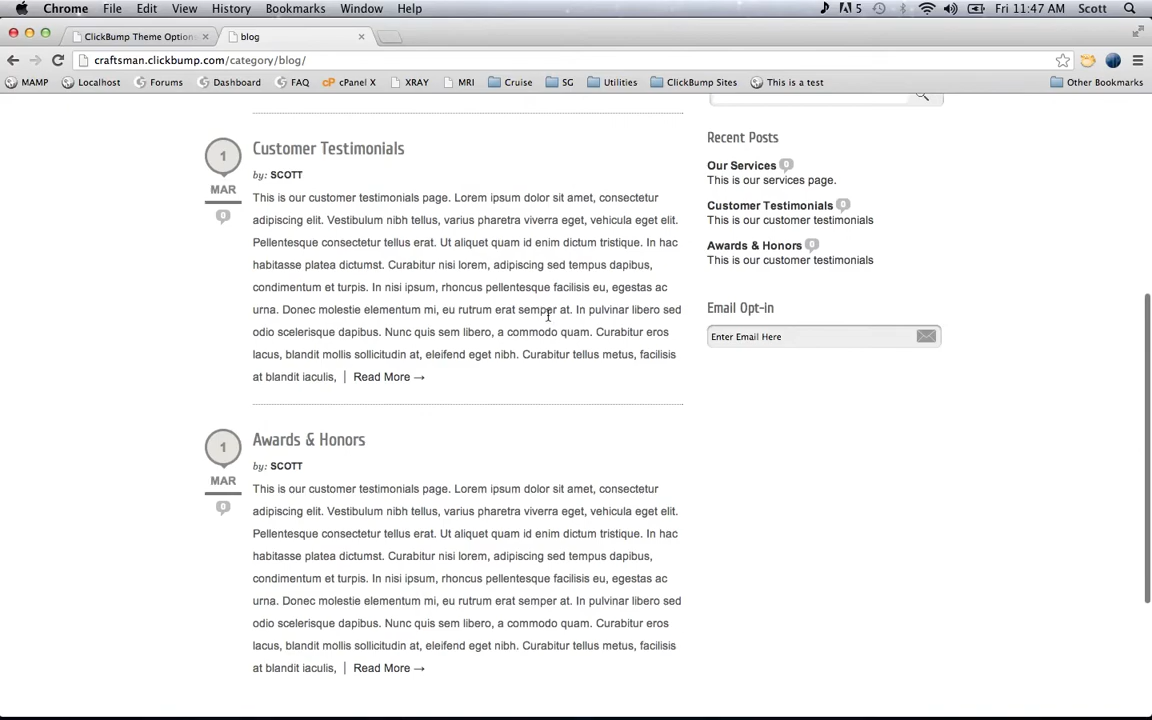 Chrome File Edit View History Bookmarks Window Help 5 Fri 11:47 AM Scott
ClickBump Theme Option
blog
craftsman.clickbump.com/category/blog/
MAMP Localhost Forums Dashboard FAQ cPanel X XRAY MRI Cruise SG Utilities ClickBump Sites This is a test Other Bookmarks
1
MAR
0
Customer Testimonials
by: SCOTT
This is our customer testimonials page. Lorem ipsum dolor sit amet, consectetur
adipiscing elit. Vestibulum nibh tellus, varius pharetra viverra eget, vehicula eget elit.
Pellentesque consectetur tellus erat. Ut aliquet quam id enim dictum tristique. In hac
habitasse platea dictumst. Curabitur nisi lorem, adipiscing sed tempus dapibus,
condimentum et turpis. In nisi ipsum, rhoncus pellentesque facilisis eu, egestas ac
urna. Donec molestie elementum mi, eu rutrum erat semper at. In pulvinar libero sed
odio scelerisque dapibus. Nunc quis sem libero, a commodo quam. Curabitur eros
lacus, blandit mollis sollicitudin at, eleifend eget nibh. Curabitur tellus metus, facilisis
at blandit iaculis, | Read More →
1
MAR
0
Awards & Honors
by: SCOTT
This is our customer testimonials page. Lorem ipsum dolor sit amet, consectetur
adipiscing elit. Vestibulum nibh tellus, varius pharetra viverra eget, vehicula eget elit.
Pellentesque consectetur tellus erat. Ut aliquet quam id enim dictum tristique. In hac
habitasse platea dictumst. Curabitur nisi lorem, adipiscing sed tempus dapibus,
condimentum et turpis. In nisi ipsum, rhoncus pellentesque facilisis eu, egestas ac
urna. Donec molestie elementum mi, eu rutrum erat semper at. In pulvinar libero sed
odio scelerisque dapibus. Nunc quis sem libero, a commodo quam. Curabitur eros
lacus, blandit mollis sollicitudin at, eleifend eget nibh. Curabitur tellus metus, facilisis
at blandit iaculis, | Read More →
Recent Posts
Our Services 0
This is our services page.
Customer Testimonials 0
This is our customer testimonials
Awards & Honors 0
This is our customer testimonials
Email Opt-in
Enter Email Here